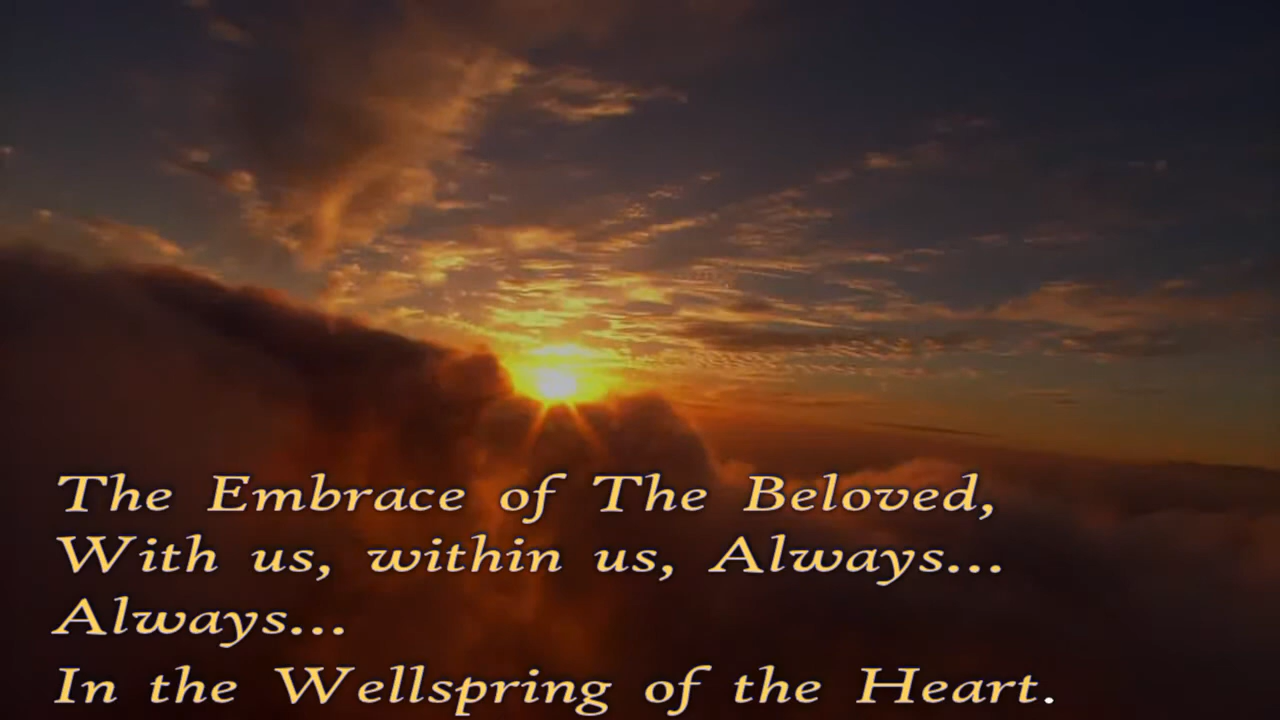 The Embrace of The Beloved,
With us, within us, Always...
Always...
In the Wellspring of the Heart.